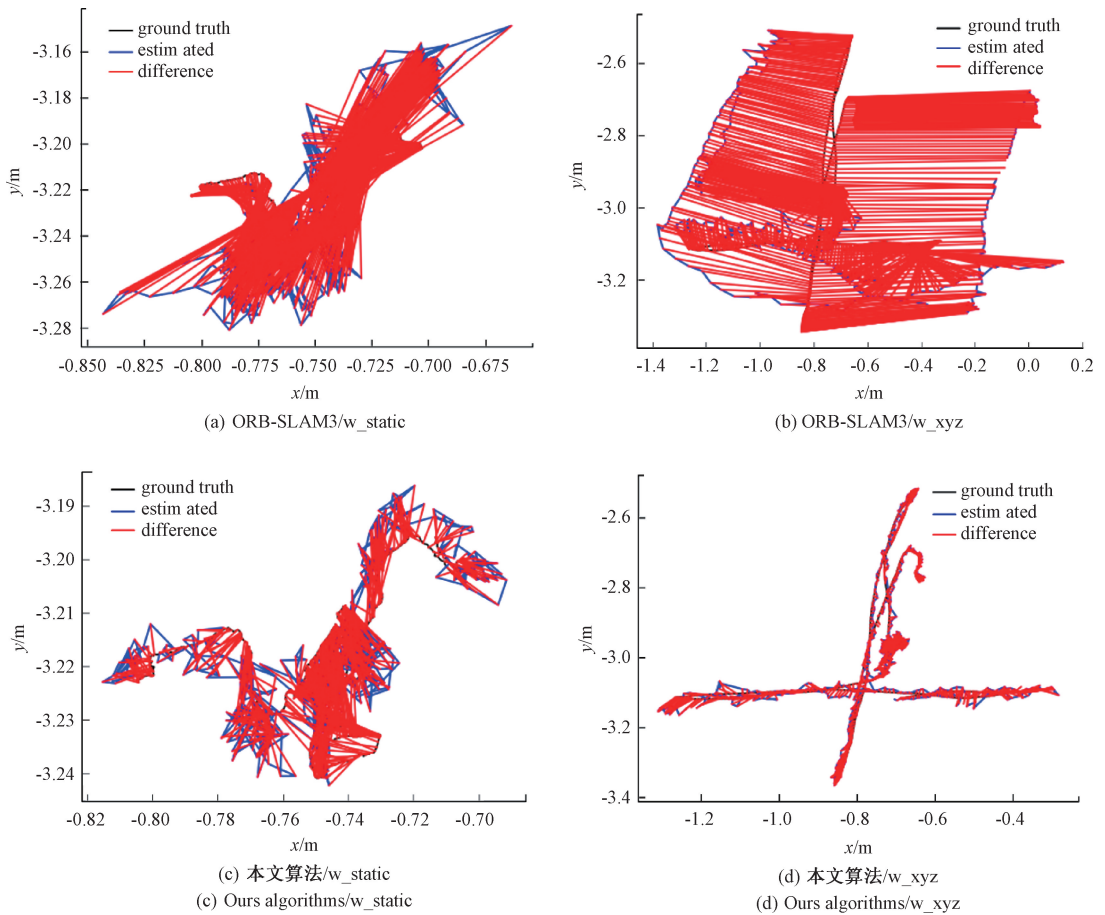 ground truth
estim ated
difference
-3.16
-3.18
-3.20
-3.22
-3.24
-3.26
-3.28
y/m
-0.850 -0.825 -0.800 -0.775 -0.750 -0.725 -0.700 -0.675
x/m
(a) ORB-SLAM3/w_static
ground truth
estim ated
difference
-2.6
-2.8
-3.0
-3.2
y/m
-1.4 -1.2 -1.0 -0.8 -0.6 -0.4 -0.2 0.0 0.2
x/m
(b) ORB-SLAM3/w_xyz
ground truth
estim ated
difference
-3.19
-3.20
-3.21
-3.22
-3.23
-3.24
y/m
-0.82 -0.80 -0.78 -0.76 -0.74 -0.72 -0.70
x/m
(c) 本文算法/w_static
(c) Ours algorithms/w_static
ground truth
estim ated
difference
-2.6
-2.8
-3.0
-3.2
-3.4
y/m
-1.2 -1.0 -0.8 -0.6 -0.4
x/m
(d) 本文算法/w_xyz
(d) Ours algorithms/w_xyz